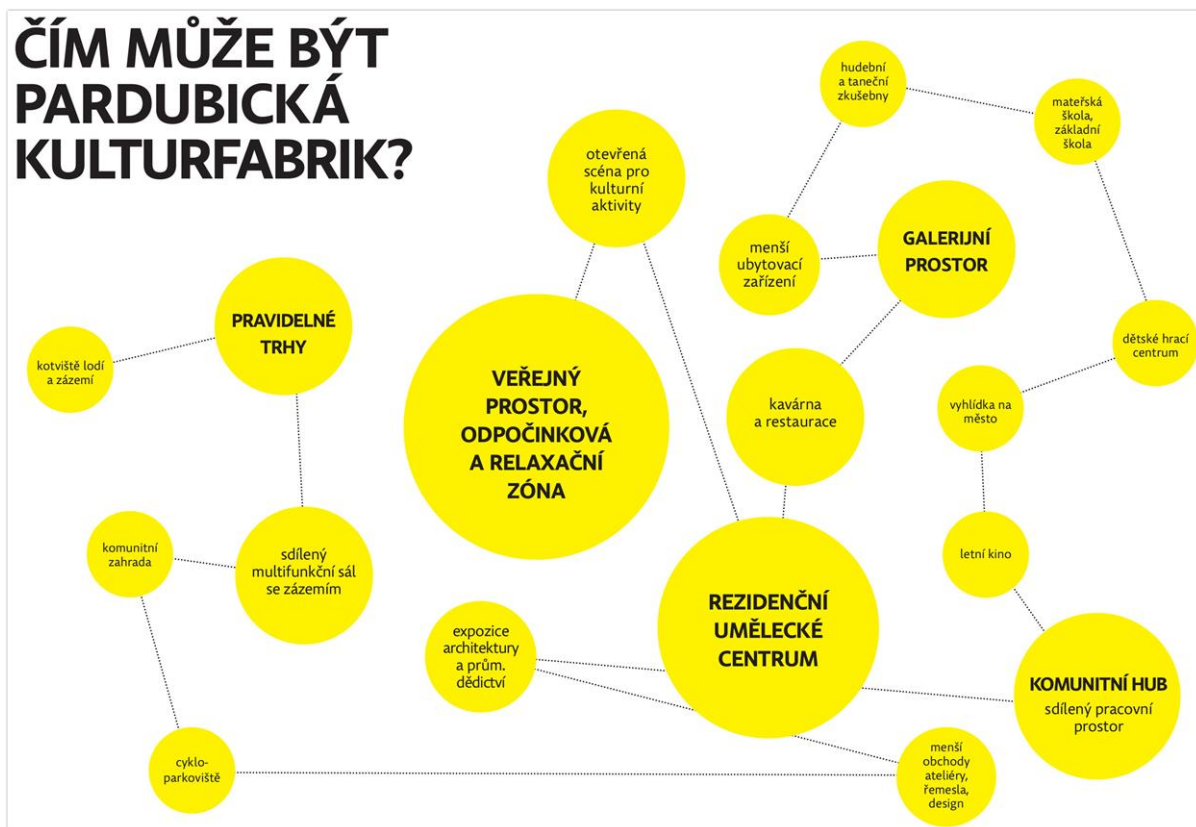 ČÍM MŮŽE BÝT
PARDUBICKÁ
KULTURFABRIK?
hudební
a taneční
zkušebny
mateřská
škola,
základní
škola
otevřená
scéna pro
kulturní
aktivity
menší
ubytovací
zařízení
GALERIJNÍ
PROSTOR
PRAVIDELNÉ
TRHY
kotviště lodí
a zázemí
dětské hrací
centrum
VEŘEJNÝ
PROSTOR,
ODPOČINKOVÁ
A RELAXAČNÍ
ZÓNA
kavárna
a restaurace
vyhlídka na
město
komunitní
zahrada
sdílený
multifunkční sál
se zázemím
letní kino
expozice
architektury
a prům.
dědictví
REZIDENČNÍ
UMĚLECKÉ
CENTRUM
KOMUNITNÍ HUB
sdílený pracovní
prostor
cyklo-
parkoviště
menší
obchody
ateliéry,
řemesla,
design